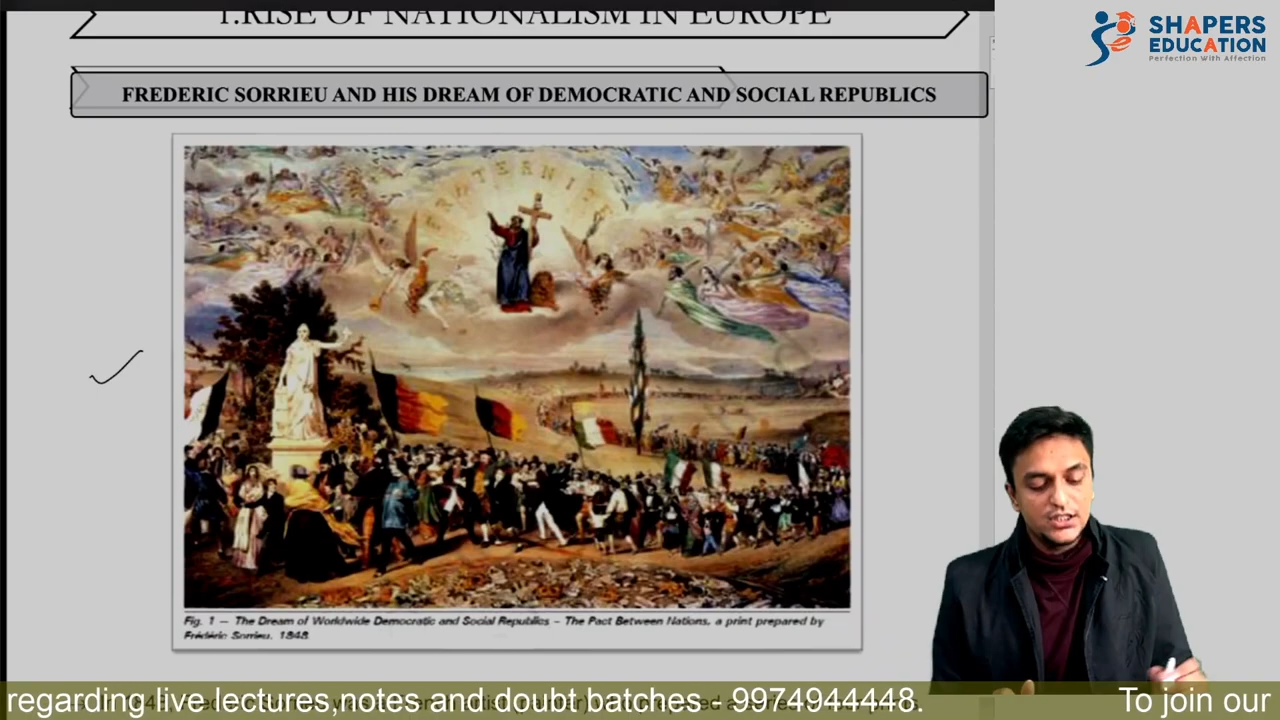 1.RISE OF NATIONALISM IN EUROPE
SHAPERS
EDUCATION
Perfection With Affection
FREDERIC SORRIEU AND HIS DREAM OF DEMOCRATIC AND SOCIAL REPUBLICS
Fig. 1 — The Dream of Worldwide Democratic and Social Republics – The Pact Between Nations, a print prepared by
Frédéric Sorrieu, 1848.
regarding live lectures,notes and doubt batches - 9974944448. To join our